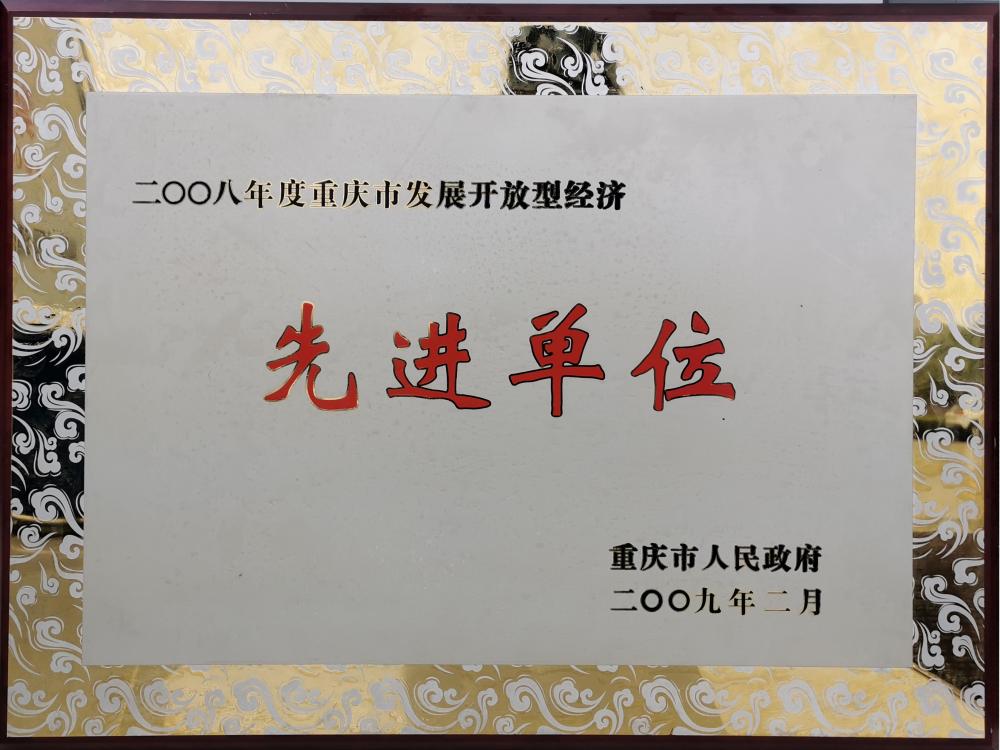 二〇〇八年度重庆市发展开放型经济
先进单位
重庆市人民政府
二〇〇九年二月